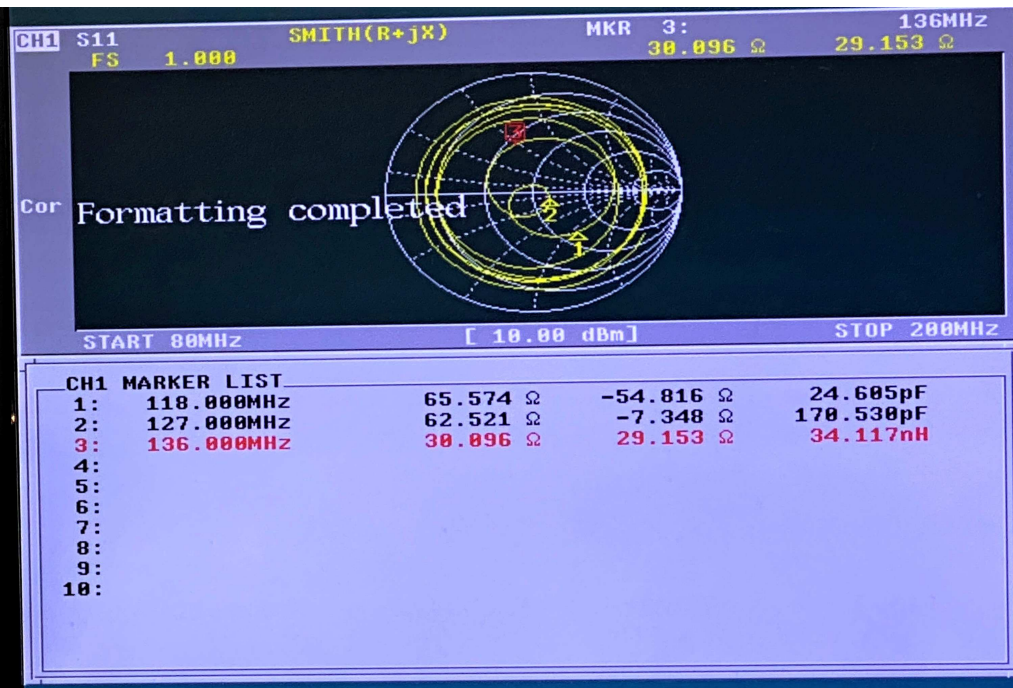 CH1 S11 SMITH(R+jX) MKR 3: 136MHz
FS 1.000 30.096 Ω 29.153 Ω
3
2
1
Cor Formatting completed
START 80MHz [ 10.00 dBm] STOP 200MHz
CH1 MARKER LIST
1: 118.000MHz 65.574 Ω -54.816 Ω 24.605pF
2: 127.000MHz 62.521 Ω -7.348 Ω 170.530pF
3: 136.000MHz 30.096 Ω 29.153 Ω 34.117nH
4:
5:
6:
7:
8:
9:
10: